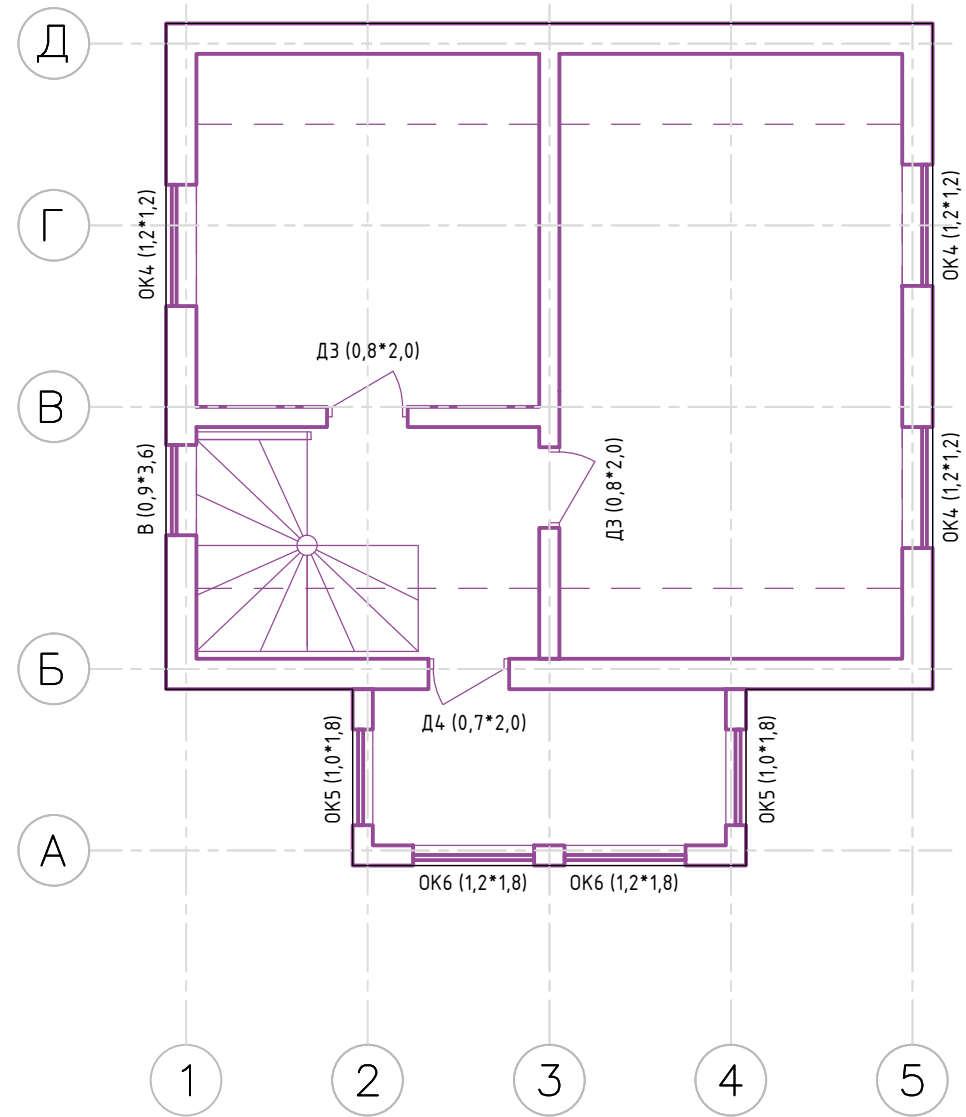 Д
Г
ОК4 (1,2*1,2)
ОК4 (1,2*1,2)
Д3 (0,8*2,0)
В
В (0,9*3,6)
Д3 (0,8*2,0)
ОК4 (1,2*1,2)
Б
Д4 (0,7*2,0)
ОК5 (1,0*1,8)
ОК5 (1,0*1,8)
А
ОК6 (1,2*1,8) ОК6 (1,2*1,8)
1 2 3 4 5